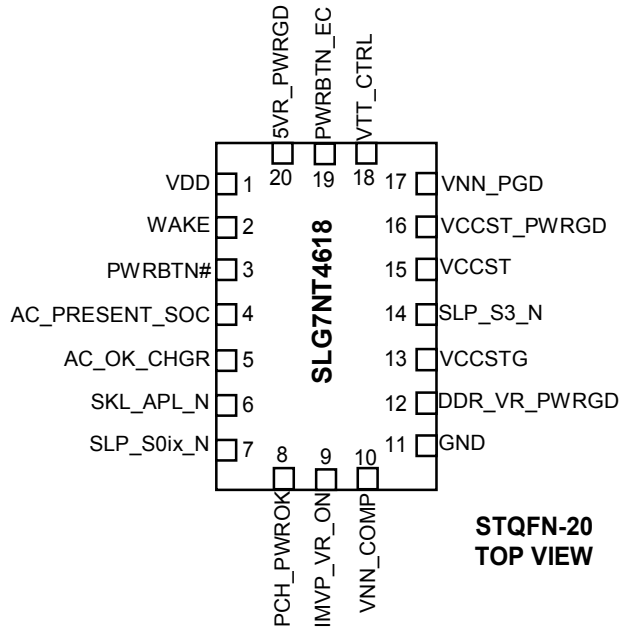 5VR_PWRGD
PWRBTN_EC
VTT_CTRL
20
19
18
VDD 1
17 VNN_PGD
WAKE 2
16 VCCST_PWRGD
PWRBTN# 3
15 VCCST
AC_PRESENT_SOC 4
14 SLP_S3_N
AC_OK_CHGR 5
13 VCCSTG
SKL_APL_N 6
12 DDR_VR_PWRGD
SLP_S0ix_N 7
11 GND
SLG7NT4618
8
9
10
PCH_PWROK
IMVP_VR_ON
VNN_COMP
STQFN-20
TOP VIEW